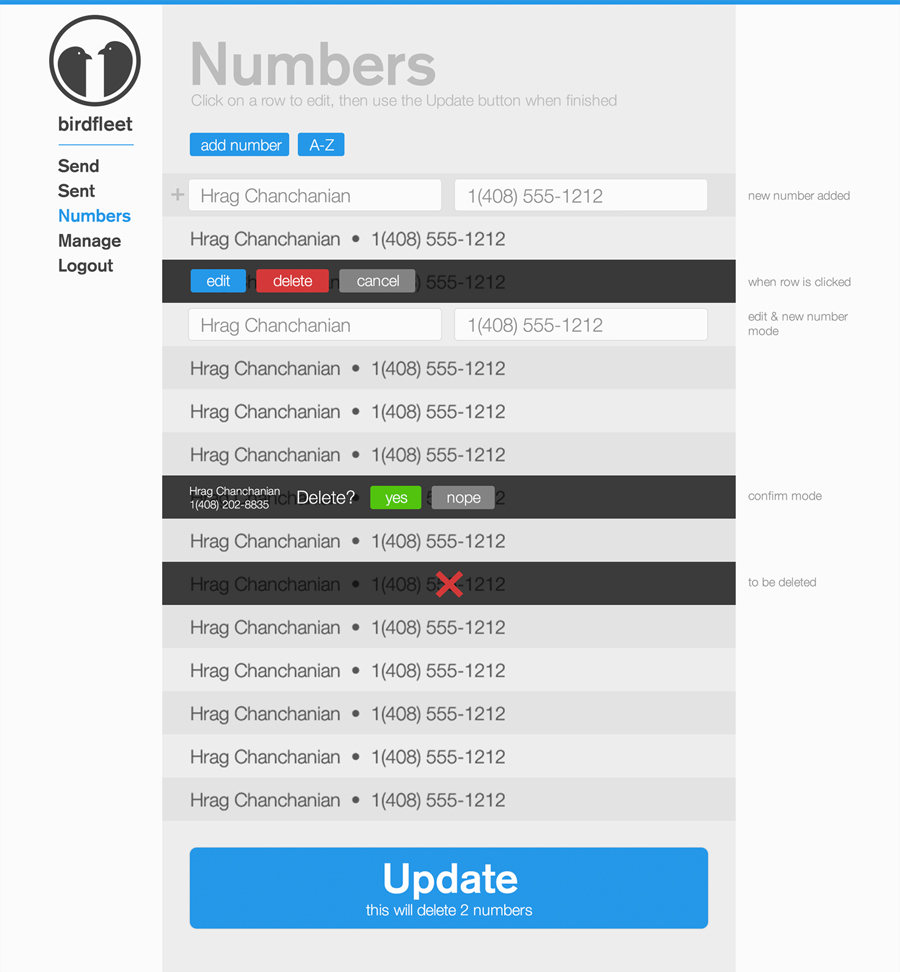 birdfleet
Send
Sent
Numbers
Manage
Logout
Numbers
Click on a row to edit, then use the Update button when finished
add number A-Z
+ Hrag Chanchanian 1(408) 555-1212 new number added
Hrag Chanchanian • 1(408) 555-1212
edit delete cancel 555-1212 when row is clicked
Hrag Chanchanian 1(408) 555-1212 edit & new number
mode
Hrag Chanchanian • 1(408) 555-1212
Hrag Chanchanian • 1(408) 555-1212
Hrag Chanchanian • 1(408) 555-1212
Hrag Chanchanian
1(408) 202-8835 Delete? yes nope confirm mode
Hrag Chanchanian • 1(408) 555-1212
Hrag Chanchanian • 1(408) 555-1212 to be deleted
Hrag Chanchanian • 1(408) 555-1212
Hrag Chanchanian • 1(408) 555-1212
Hrag Chanchanian • 1(408) 555-1212
Hrag Chanchanian • 1(408) 555-1212
Hrag Chanchanian • 1(408) 555-1212
Update
this will delete 2 numbers